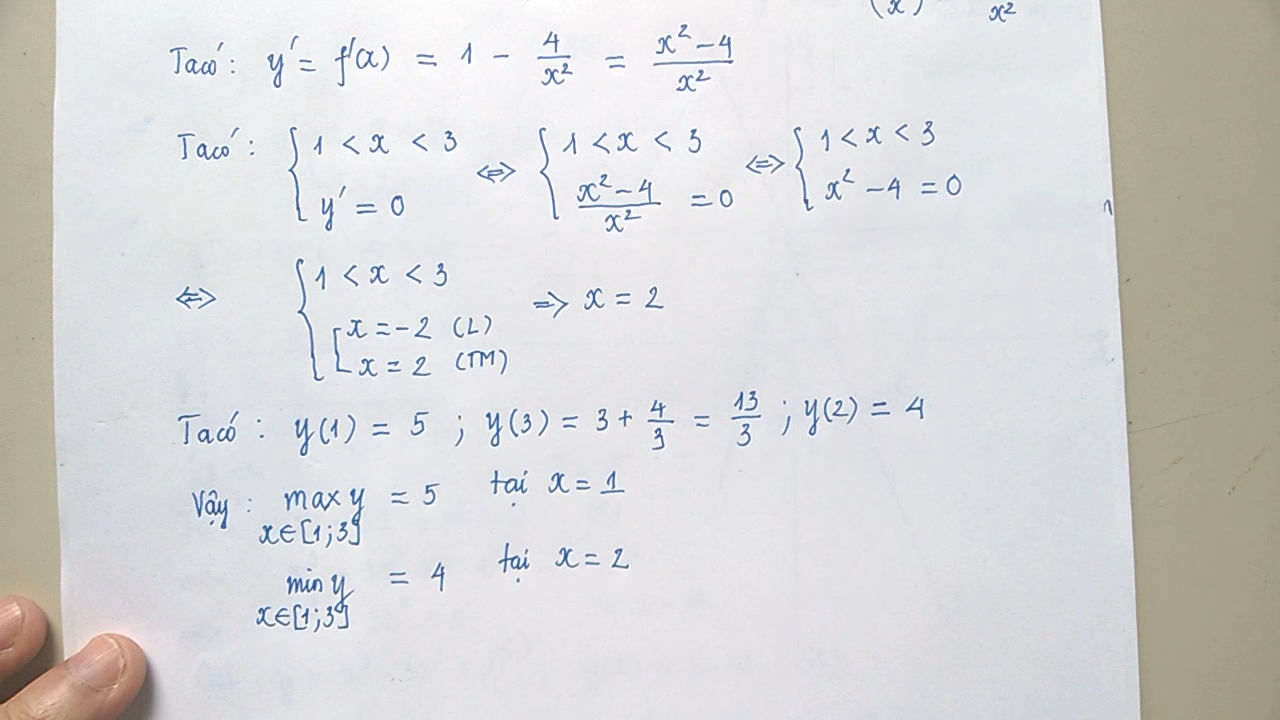 (x) x²
Ta có: y' = f'(x) = 1 - 4/x² = (x² - 4)/x²
Ta có: { 1 < x < 3 ; y' = 0 ⇔ { 1 < x < 3 ; (x² - 4)/x² = 0 ⇔ { 1 < x < 3 ; x² - 4 = 0
⇔ { 1 < x < 3 ; [ x = -2 (L) ; x = 2 (TM) ⇒ x = 2
Ta có: y(1) = 5 ; y(3) = 3 + 4/3 = 13/3 ; y(2) = 4
Vậy: max y = 5 tại x = 1
x∈[1;3]
min y = 4 tại x = 2
x∈[1;3]